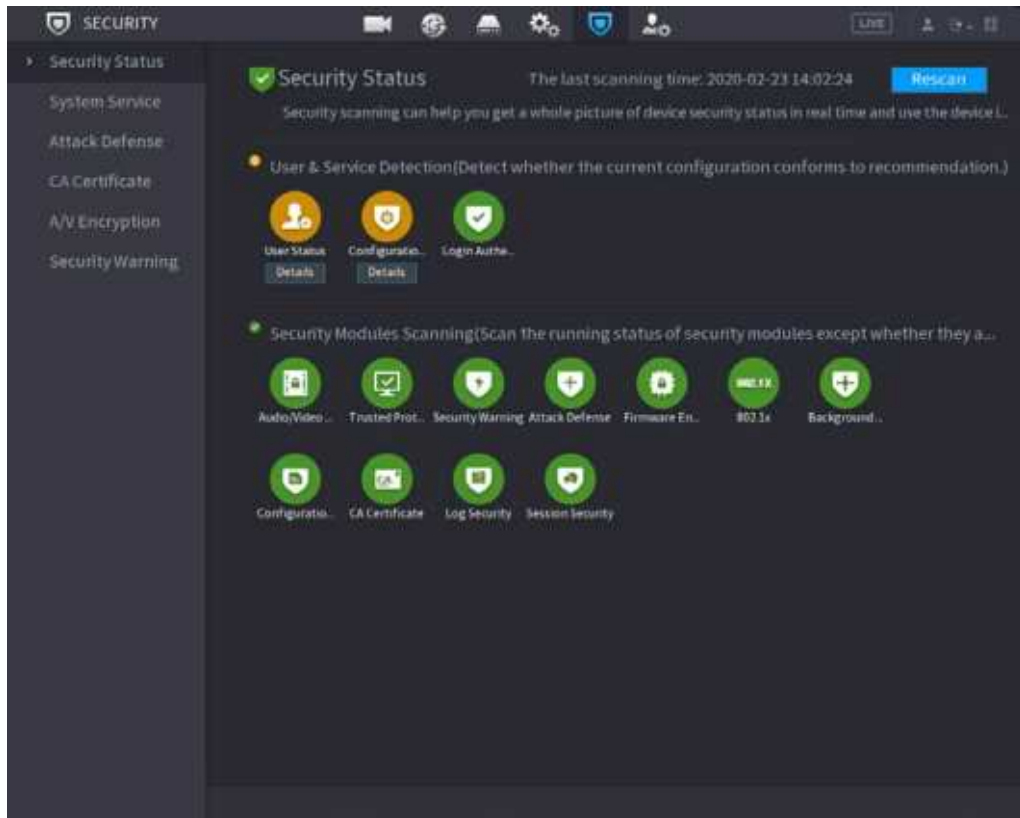 SECURITY
LIVE
Security Status
System Service
Attack Defense
CA Certificate
A/V Encryption
Security Warning
Security Status The last scanning time: 2020-02-23 14:02:24 Rescan
Security scanning can help you get a whole picture of device security status in real time and use the device i...
User & Service Detection(Detect whether the current configuration conforms to recommendation.)
User Status Configuratio... Login Authe...
Details Details
Security Modules Scanning(Scan the running status of security modules except whether they a...
802.1X
Audio/Video ... Trusted Prot... Security Warning Attack Defense Firmware En... 802.1x Background ...
CA
Configuratio... CA Certificate Log Security Session Security